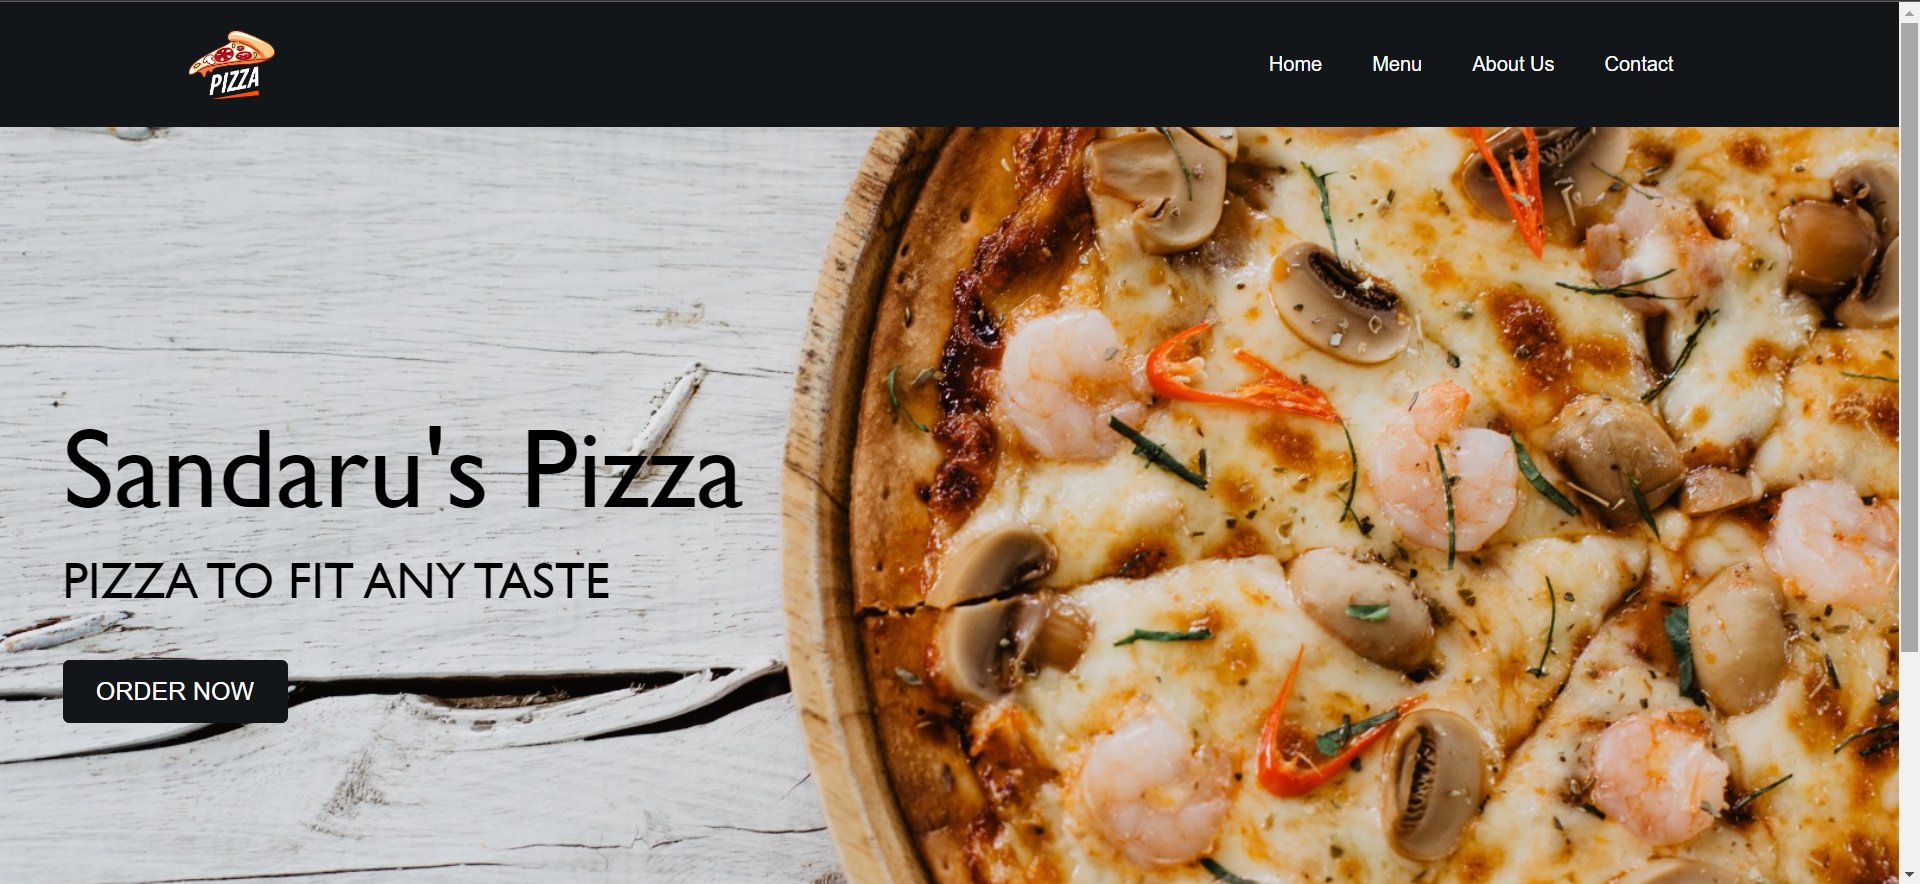 PIZZA
Home Menu About Us Contact
Sandaru's Pizza
PIZZA TO FIT ANY TASTE
ORDER NOW